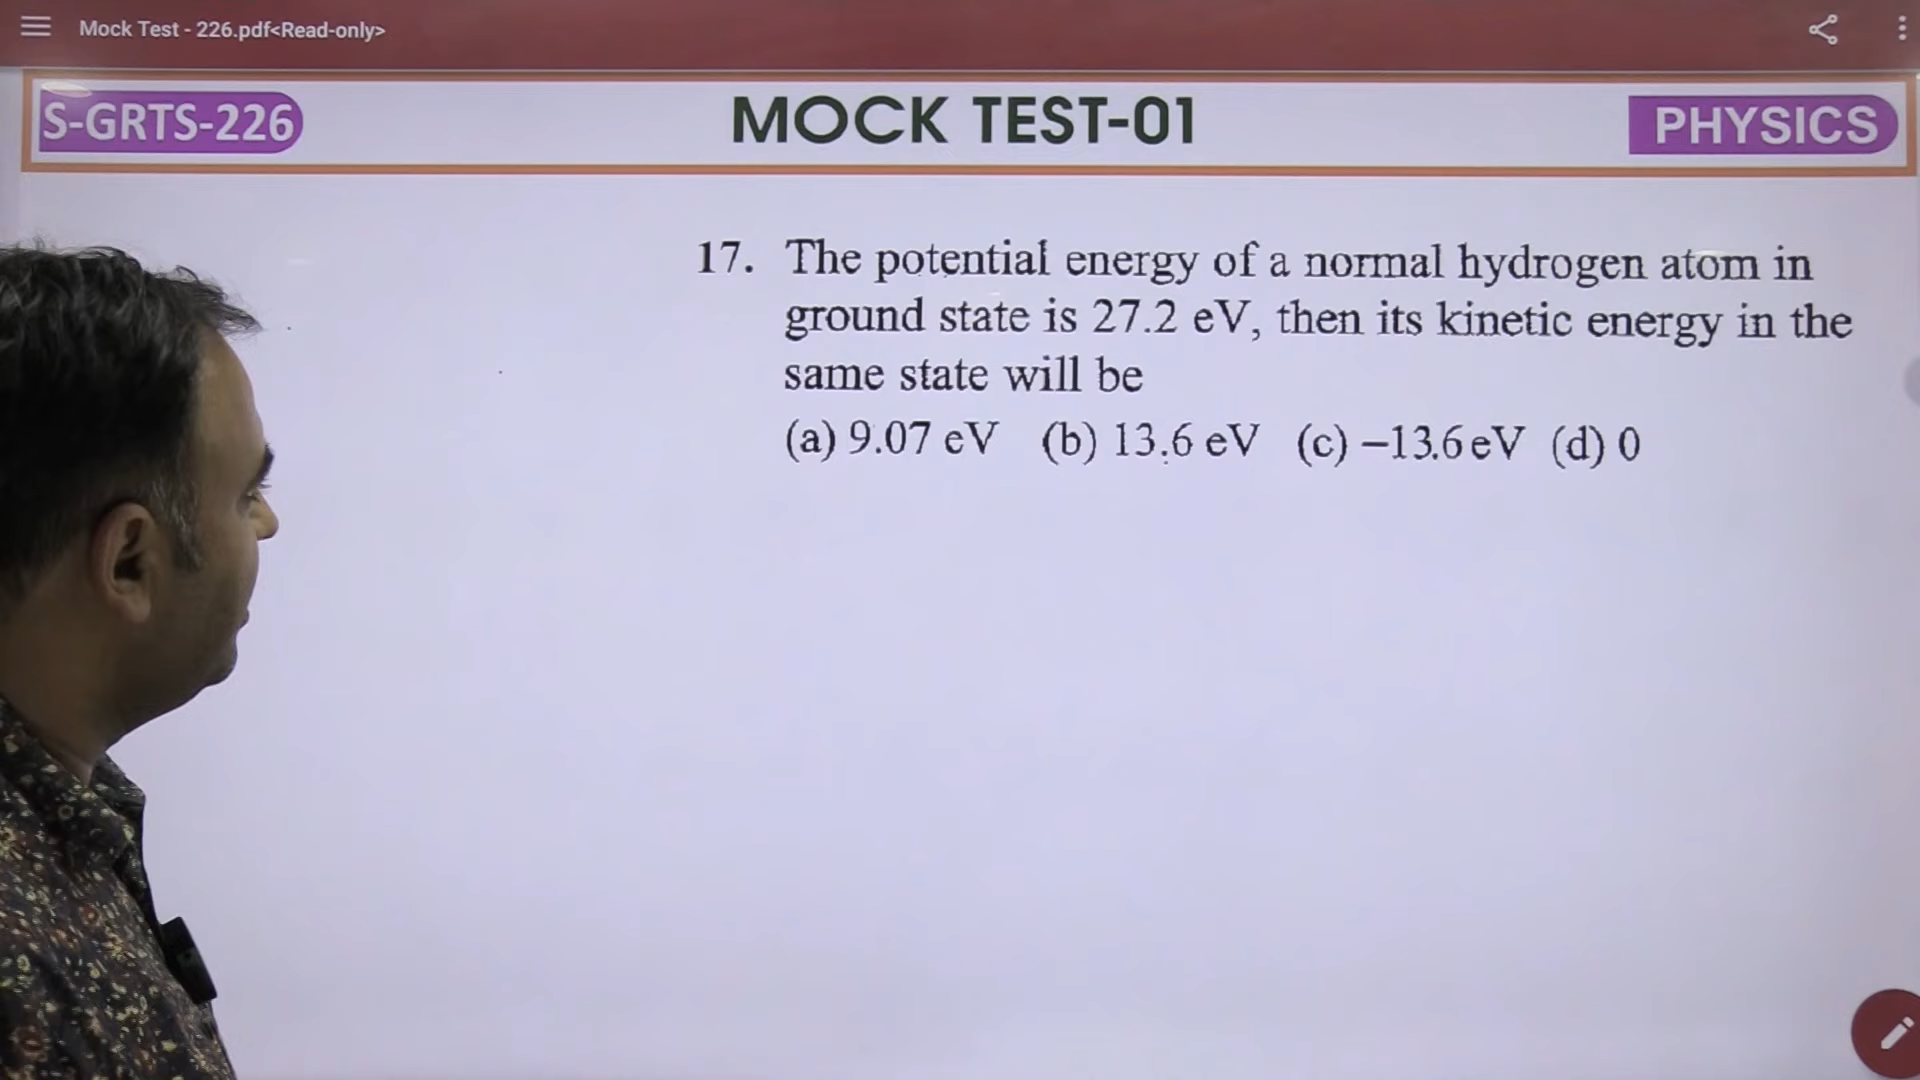 Mock Test - 226.pdf<Read-only>
S-GRTS-226
MOCK TEST-01
PHYSICS
17. The potential energy of a normal hydrogen atom in
ground state is 27.2 eV, then its kinetic energy in the
same state will be
(a) 9.07 eV (b) 13.6 eV (c) –13.6 eV (d) 0